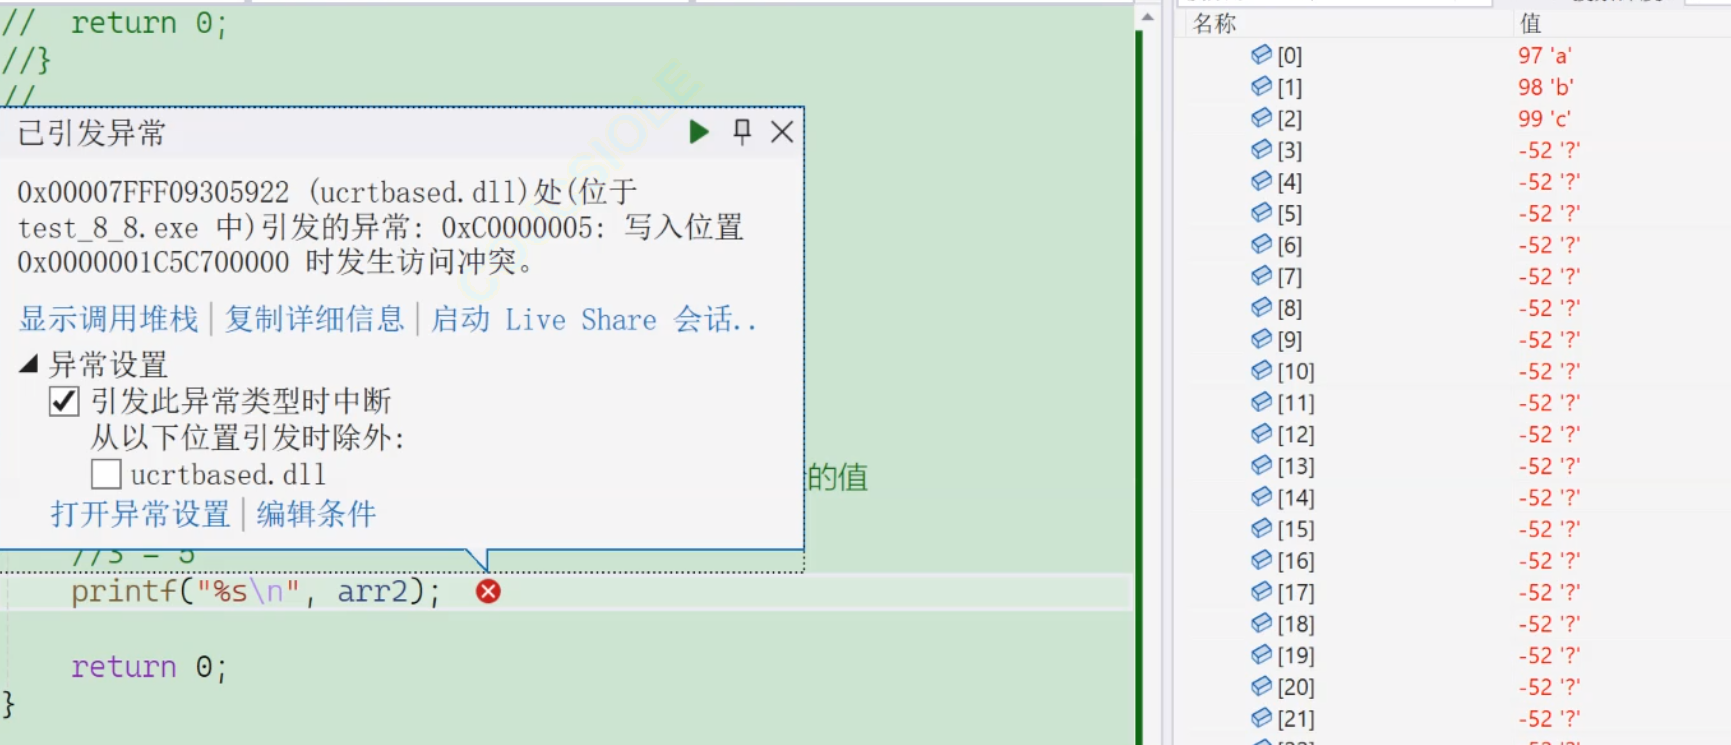 //  return 0;
//}
//
已引发异常
0x00007FFF09305922 (ucrtbased.dll)处(位于
test_8_8.exe 中)引发的异常: 0xC0000005: 写入位置
0x0000001C5C700000 时发生访问冲突。
显示调用堆栈 | 复制详细信息 | 启动 Live Share 会话..
异常设置
引发此异常类型时中断
从以下位置引发时除外:
ucrtbased.dll
打开异常设置 | 编辑条件
的值
//3 - 5
printf("%s\n", arr2);
return 0;
}
名称 值
[0] 97 'a'
[1] 98 'b'
[2] 99 'c'
[3] -52 '?'
[4] -52 '?'
[5] -52 '?'
[6] -52 '?'
[7] -52 '?'
[8] -52 '?'
[9] -52 '?'
[10] -52 '?'
[11] -52 '?'
[12] -52 '?'
[13] -52 '?'
[14] -52 '?'
[15] -52 '?'
[16] -52 '?'
[17] -52 '?'
[18] -52 '?'
[19] -52 '?'
[20] -52 '?'
[21] -52 '?'